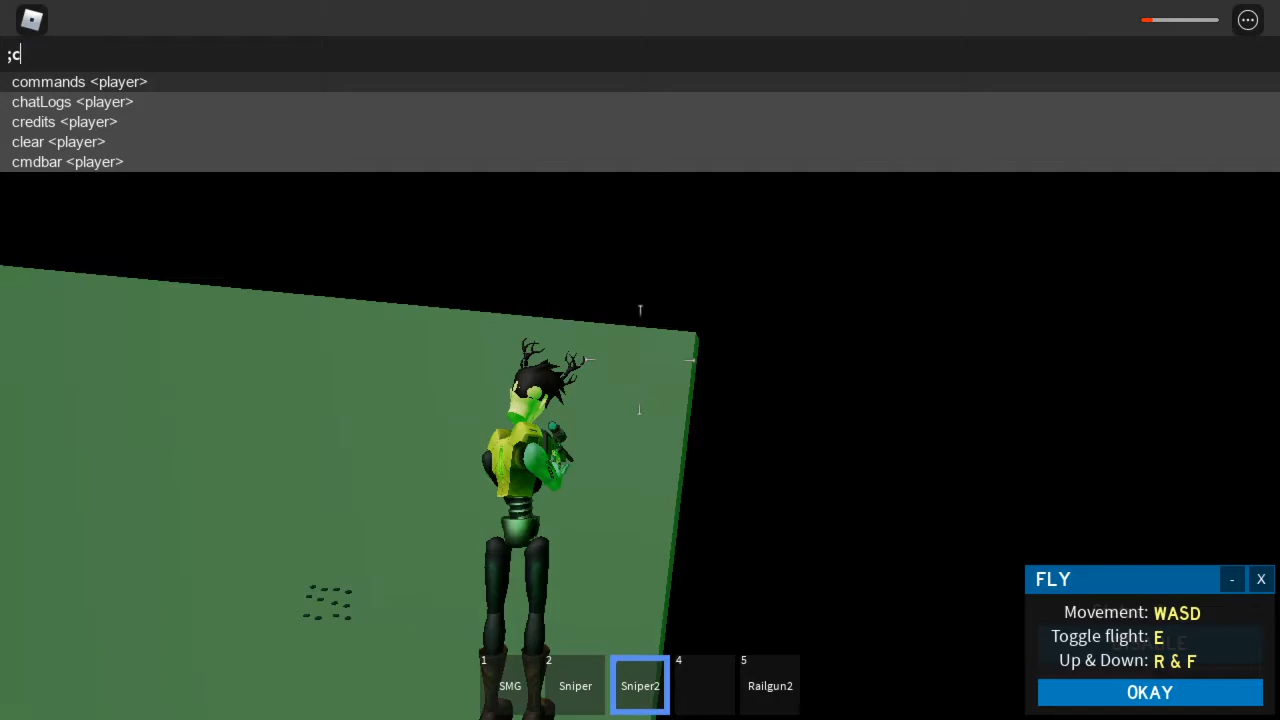 ;c
commands <player>
chatLogs <player>
credits <player>
clear <player>
cmdbar <player>
FLY - X
Movement: WASD
Toggle flight: E
Up & Down: R & F
OKAY
1 2 4 5
SMG Sniper Sniper2 Railgun2